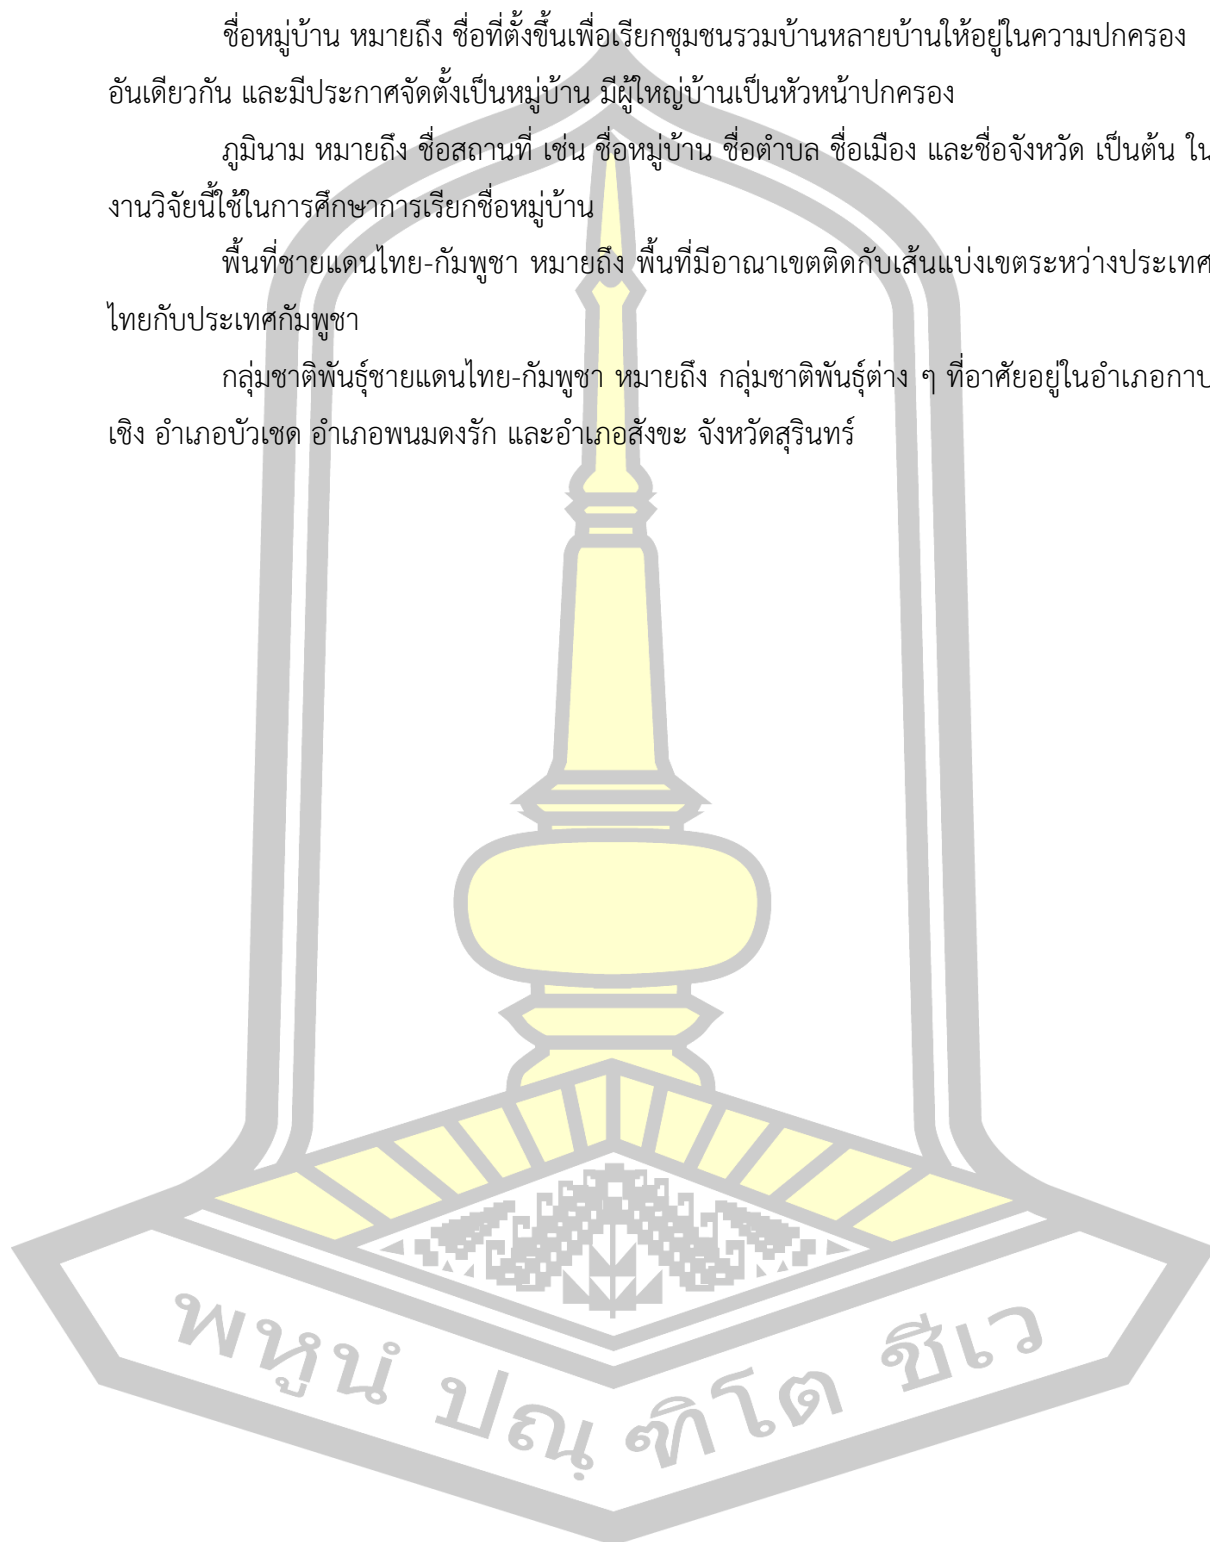 ชื่อหมู่บ้าน หมายถึง ชื่อที่ตั้งขึ้นเพื่อเรียกชุมชนรวมบ้านหลายบ้านให้อยู่ในความปกครอง
อันเดียวกัน และมีประกาศจัดตั้งเป็นหมู่บ้าน มีผู้ใหญ่บ้านเป็นหัวหน้าปกครอง
ภูมินาม หมายถึง ชื่อสถานที่ เช่น ชื่อหมู่บ้าน ชื่อตำบล ชื่อเมือง และชื่อจังหวัด เป็นต้น ใน
งานวิจัยนี้ใช้ในการศึกษาการเรียกชื่อหมู่บ้าน
พื้นที่ชายแดนไทย-กัมพูชา หมายถึง พื้นที่มีอาณาเขตติดกับเส้นแบ่งเขตระหว่างประเทศ
ไทยกับประเทศกัมพูชา
กลุ่มชาติพันธุ์ชายแดนไทย-กัมพูชา หมายถึง กลุ่มชาติพันธุ์ต่าง ๆ ที่อาศัยอยู่ในอำเภอกาบ
เชิง อำเภอบัวเชด อำเภอพนมดงรัก และอำเภอสังขะ จังหวัดสุรินทร์
พหูนํ ปณฺ ฑิโต ชีเว